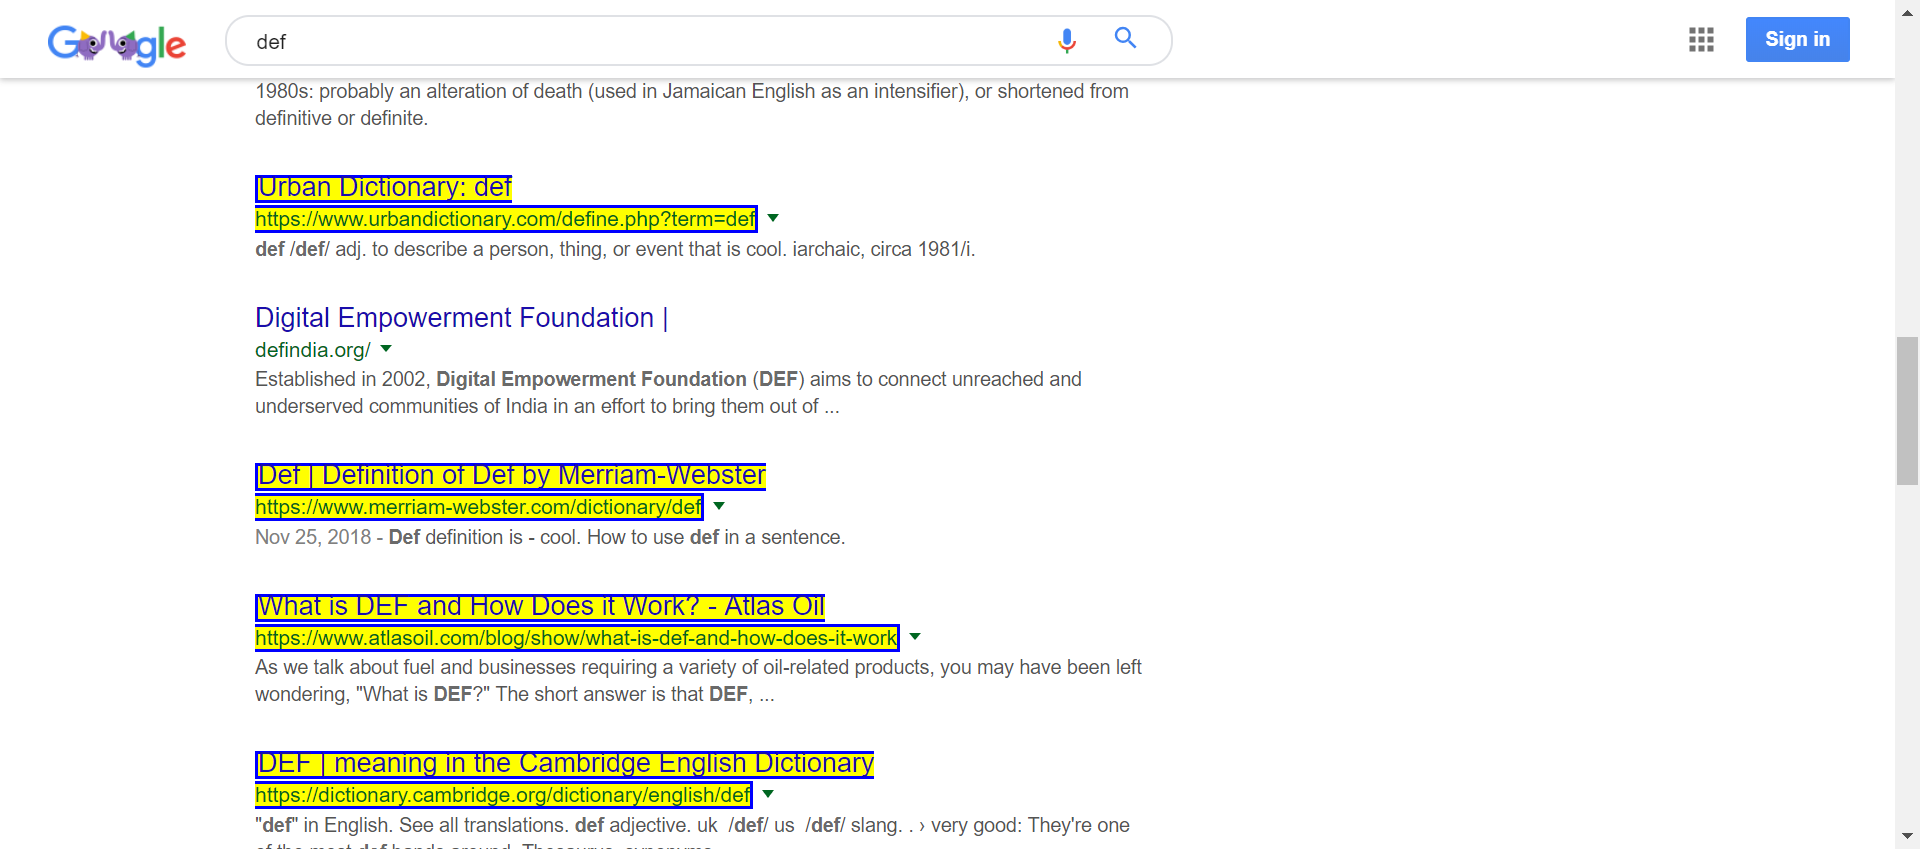 Google
def
Sign in
1980s: probably an alteration of death (used in Jamaican English as an intensifier), or shortened from
definitive or definite.
Urban Dictionary: def
https://www.urbandictionary.com/define.php?term=def
def /def/ adj. to describe a person, thing, or event that is cool. iarchaic, circa 1981/i.
Digital Empowerment Foundation |
defindia.org/
Established in 2002, Digital Empowerment Foundation (DEF) aims to connect unreached and
underserved communities of India in an effort to bring them out of ...
Def | Definition of Def by Merriam-Webster
https://www.merriam-webster.com/dictionary/def
Nov 25, 2018 - Def definition is - cool. How to use def in a sentence.
What is DEF and How Does it Work? - Atlas Oil
https://www.atlasoil.com/blog/show/what-is-def-and-how-does-it-work
As we talk about fuel and businesses requiring a variety of oil-related products, you may have been left
wondering, "What is DEF?" The short answer is that DEF, ...
DEF | meaning in the Cambridge English Dictionary
https://dictionary.cambridge.org/dictionary/english/def
"def" in English. See all translations. def adjective. uk /def/ us /def/ slang. . › very good: They're one